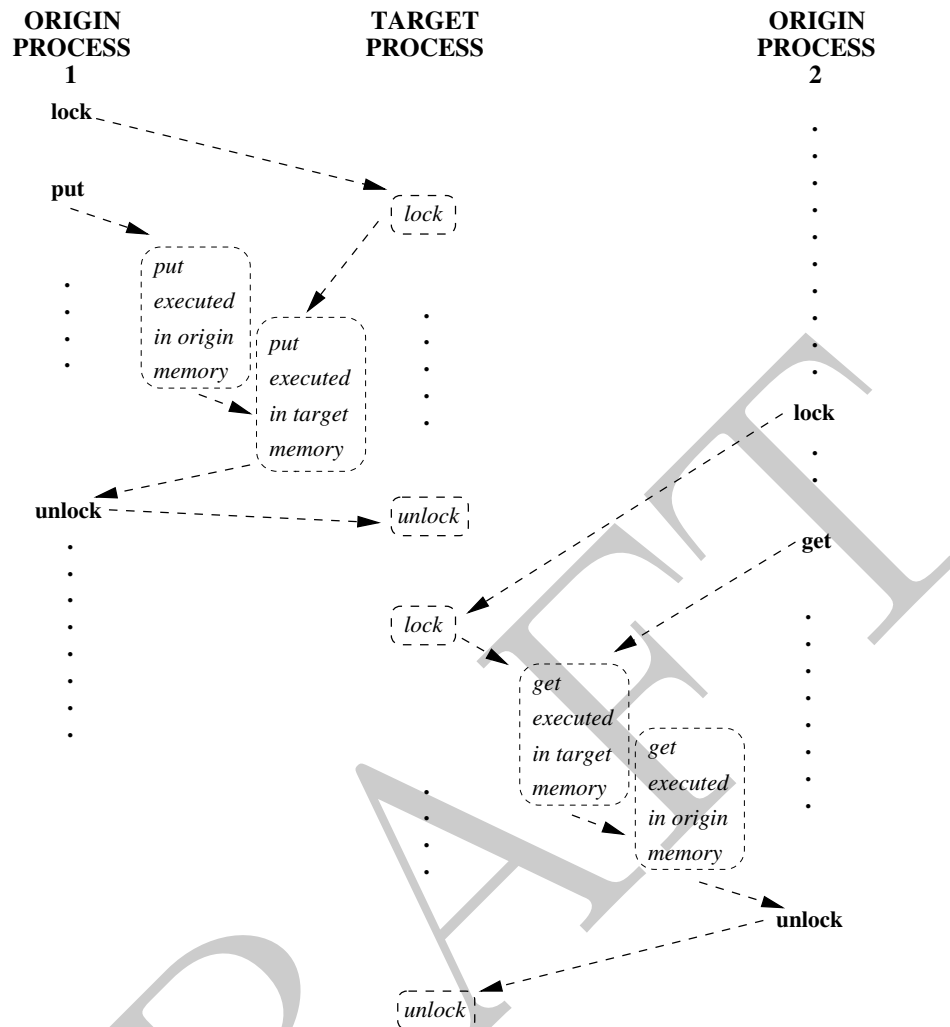 ORIGIN
PROCESS
1
TARGET
PROCESS
ORIGIN
PROCESS
2
lock
put
lock
put
executed
in origin
memory
put
executed
in target
memory
lock
unlock
unlock
get
lock
get
executed
in target
memory
get
executed
in origin
memory
unlock
unlock
DRAFT